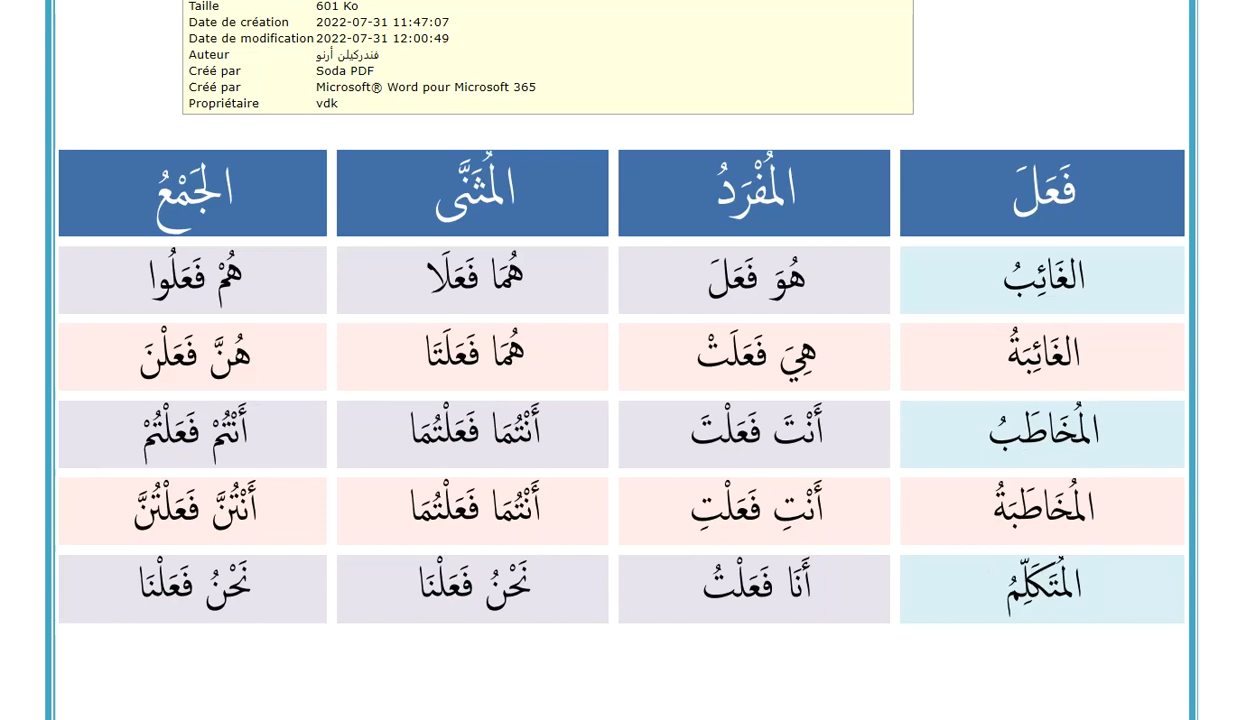 Taille 601 Ko
Date de création 2022-07-31 11:47:07
Date de modification 2022-07-31 12:00:49
Auteur فندركيلن أرنو
Créé par Soda PDF
Créé par Microsoft® Word pour Microsoft 365
Propriétaire vdk
فَعَلَ المُفْرَدُ المُثَنَّى الجَمْعُ
الغَائِبُ هُوَ فَعَلَ هُمَا فَعَلَا هُمْ فَعَلُوا
الغَائِبَةُ هِيَ فَعَلَتْ هُمَا فَعَلَتَا هُنَّ فَعَلْنَ
المُخَاطَبُ أَنْتَ فَعَلْتَ أَنْتُمَا فَعَلْتُمَا أَنْتُمْ فَعَلْتُمْ
المُخَاطَبَةُ أَنْتِ فَعَلْتِ أَنْتُمَا فَعَلْتُمَا أَنْتُنَّ فَعَلْتُنَّ
المُتَكَلِّمُ أَنَا فَعَلْتُ نَحْنُ فَعَلْنَا نَحْنُ فَعَلْنَا